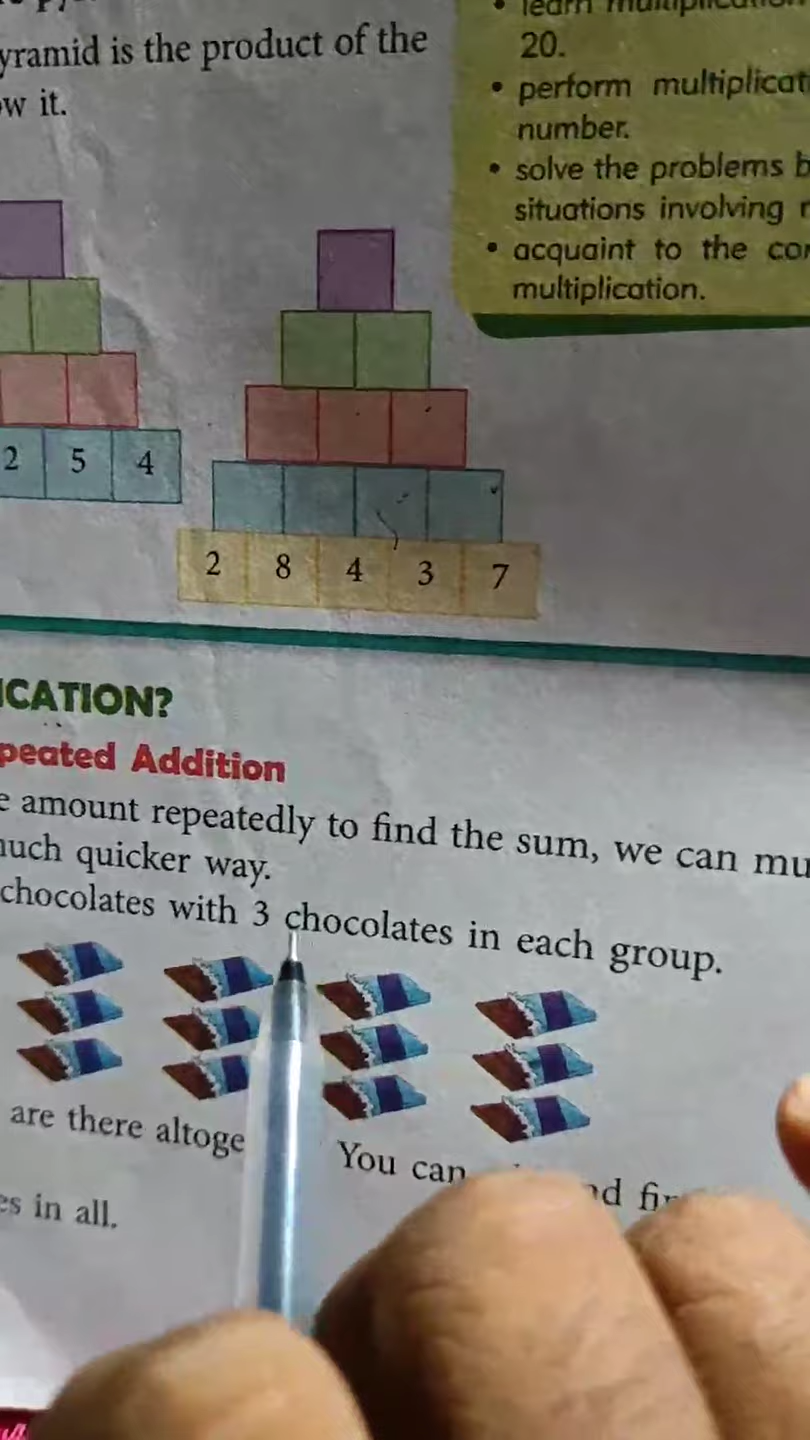 yramid is the product of the
w it.
• learn multiplication
20.
• perform multiplicat
number.
• solve the problems b
situations involving
• acquaint to the co
multiplication.
2 5 4
2 8 4 3 7
ICATION?
peated Addition
e amount repeatedly to find the sum, we can mu
uch quicker way.
chocolates with 3 chocolates in each group.
are there altoge You can
es in all.